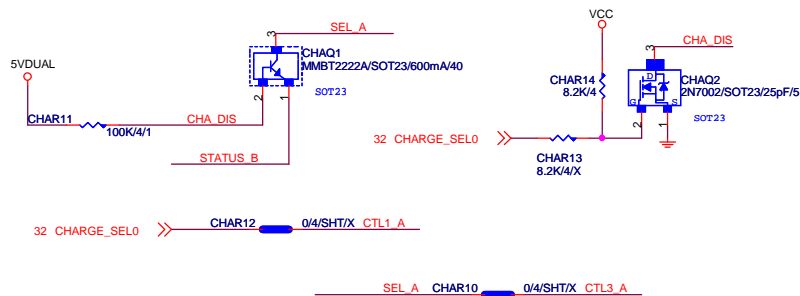 SEL_A
3
CHAQ1
MMBT2222A/SOT23/600mA/40
SOT23
5VDUAL
2
1
CHAR11
100K/4/1
CHA_DIS
STATUS_B
VCC
3
CHA_DIS
CHAR14
8.2K/4
D
G
S
CHAQ2
2N7002/SOT23/25pF/5
SOT23
2
1
32 CHARGE_SEL0
CHAR13
8.2K/4/X
32 CHARGE_SEL0
CHAR12
0/4/SHT/X
CTL1_A
SEL_A
CHAR10
0/4/SHT/X
CTL3_A